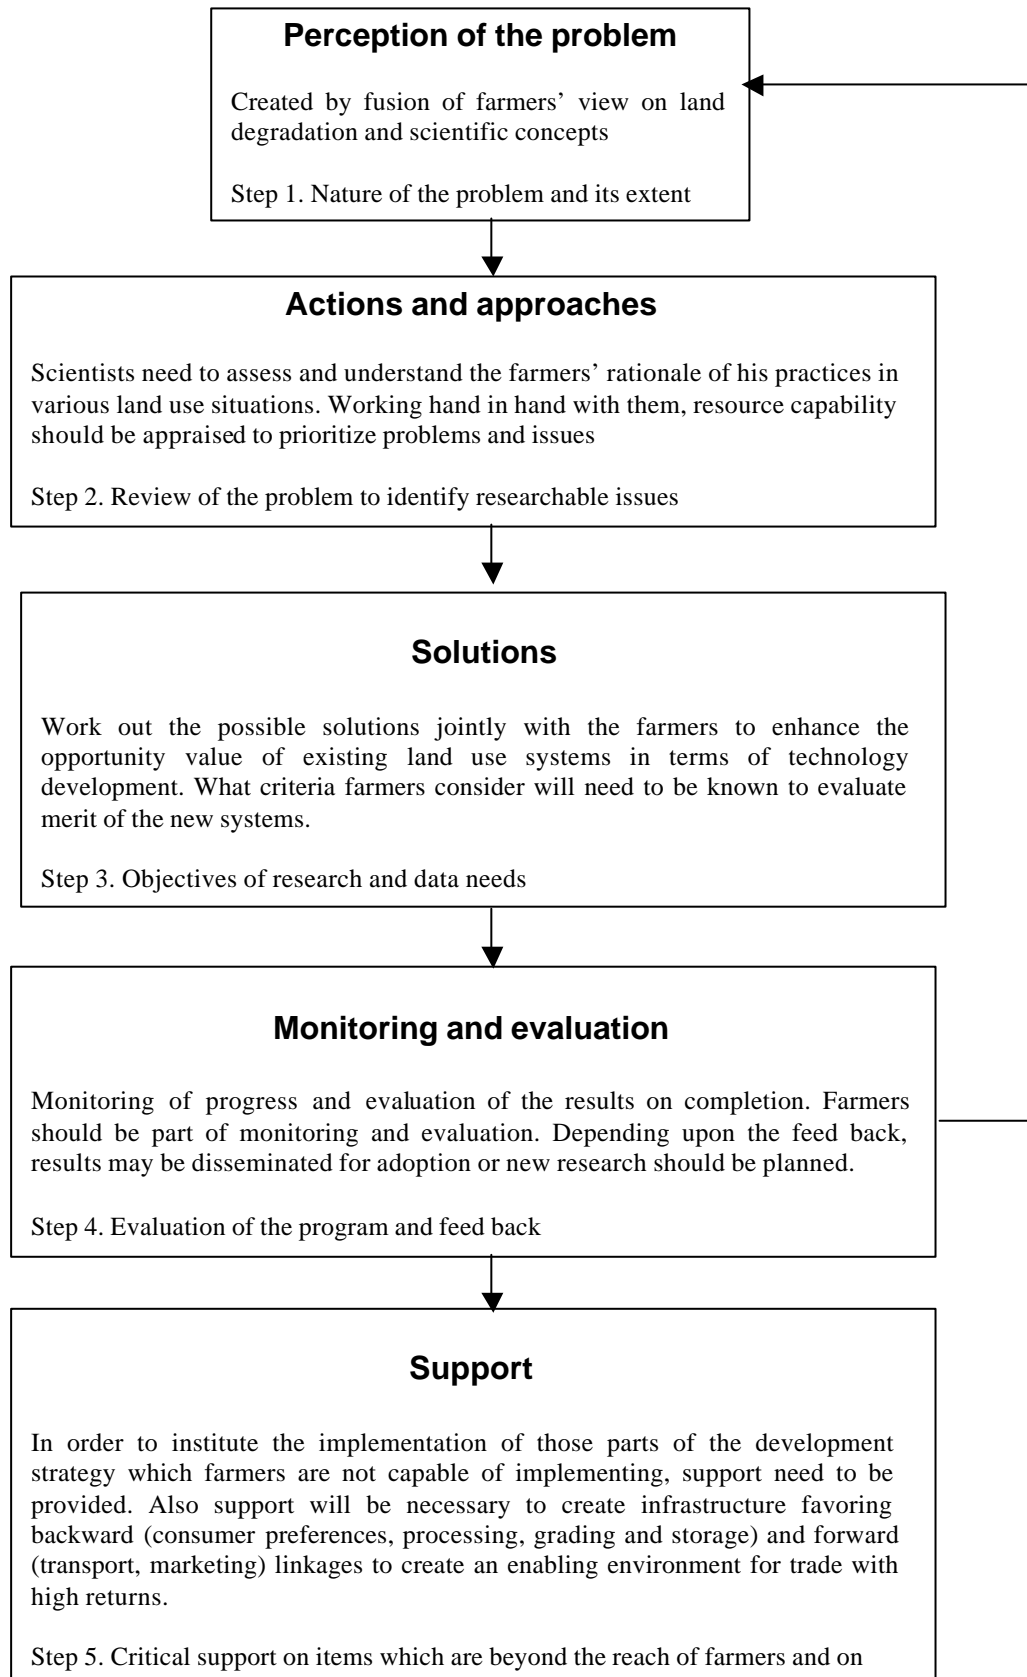 Perception of the problem
Created by fusion of farmers’ view on land
degradation and scientific concepts
Step 1. Nature of the problem and its extent
Actions and approaches
Scientists need to assess and understand the farmers’ rationale of his practices in
various land use situations. Working hand in hand with them, resource capability
should be appraised to prioritize problems and issues
Step 2. Review of the problem to identify researchable issues
Solutions
Work out the possible solutions jointly with the farmers to enhance the
opportunity value of existing land use systems in terms of technology
development. What criteria farmers consider will need to be known to evaluate
merit of the new systems.
Step 3. Objectives of research and data needs
Monitoring and evaluation
Monitoring of progress and evaluation of the results on completion. Farmers
should be part of monitoring and evaluation. Depending upon the feed back,
results may be disseminated for adoption or new research should be planned.
Step 4. Evaluation of the program and feed back
Support
In order to institute the implementation of those parts of the development
strategy which farmers are not capable of implementing, support need to be
provided. Also support will be necessary to create infrastructure favoring
backward (consumer preferences, processing, grading and storage) and forward
(transport, marketing) linkages to create an enabling environment for trade with
high returns.
Step 5. Critical support on items which are beyond the reach of farmers and on